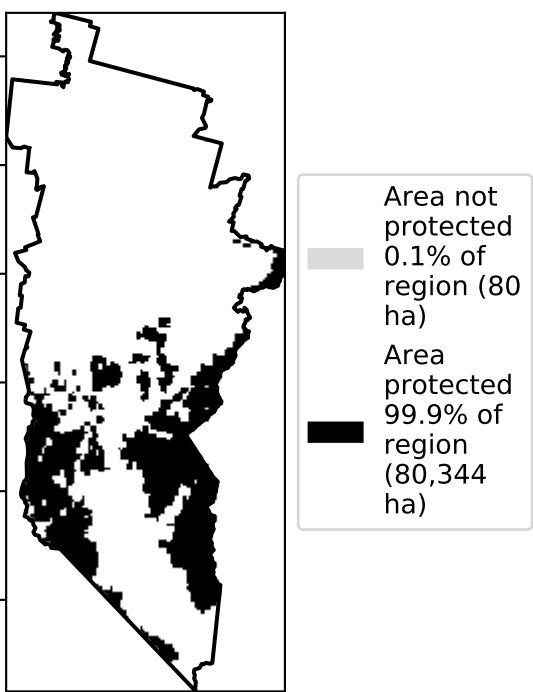 Area not
protected
0.1% of
region (80
ha)
Area
protected
99.9% of
region
(80,344
ha)